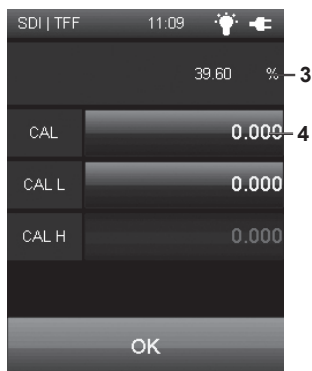 SDI | TFF 11:09
39.60 % 3
CAL 0.000 4
CAL L 0.000
CAL H 0.000
OK